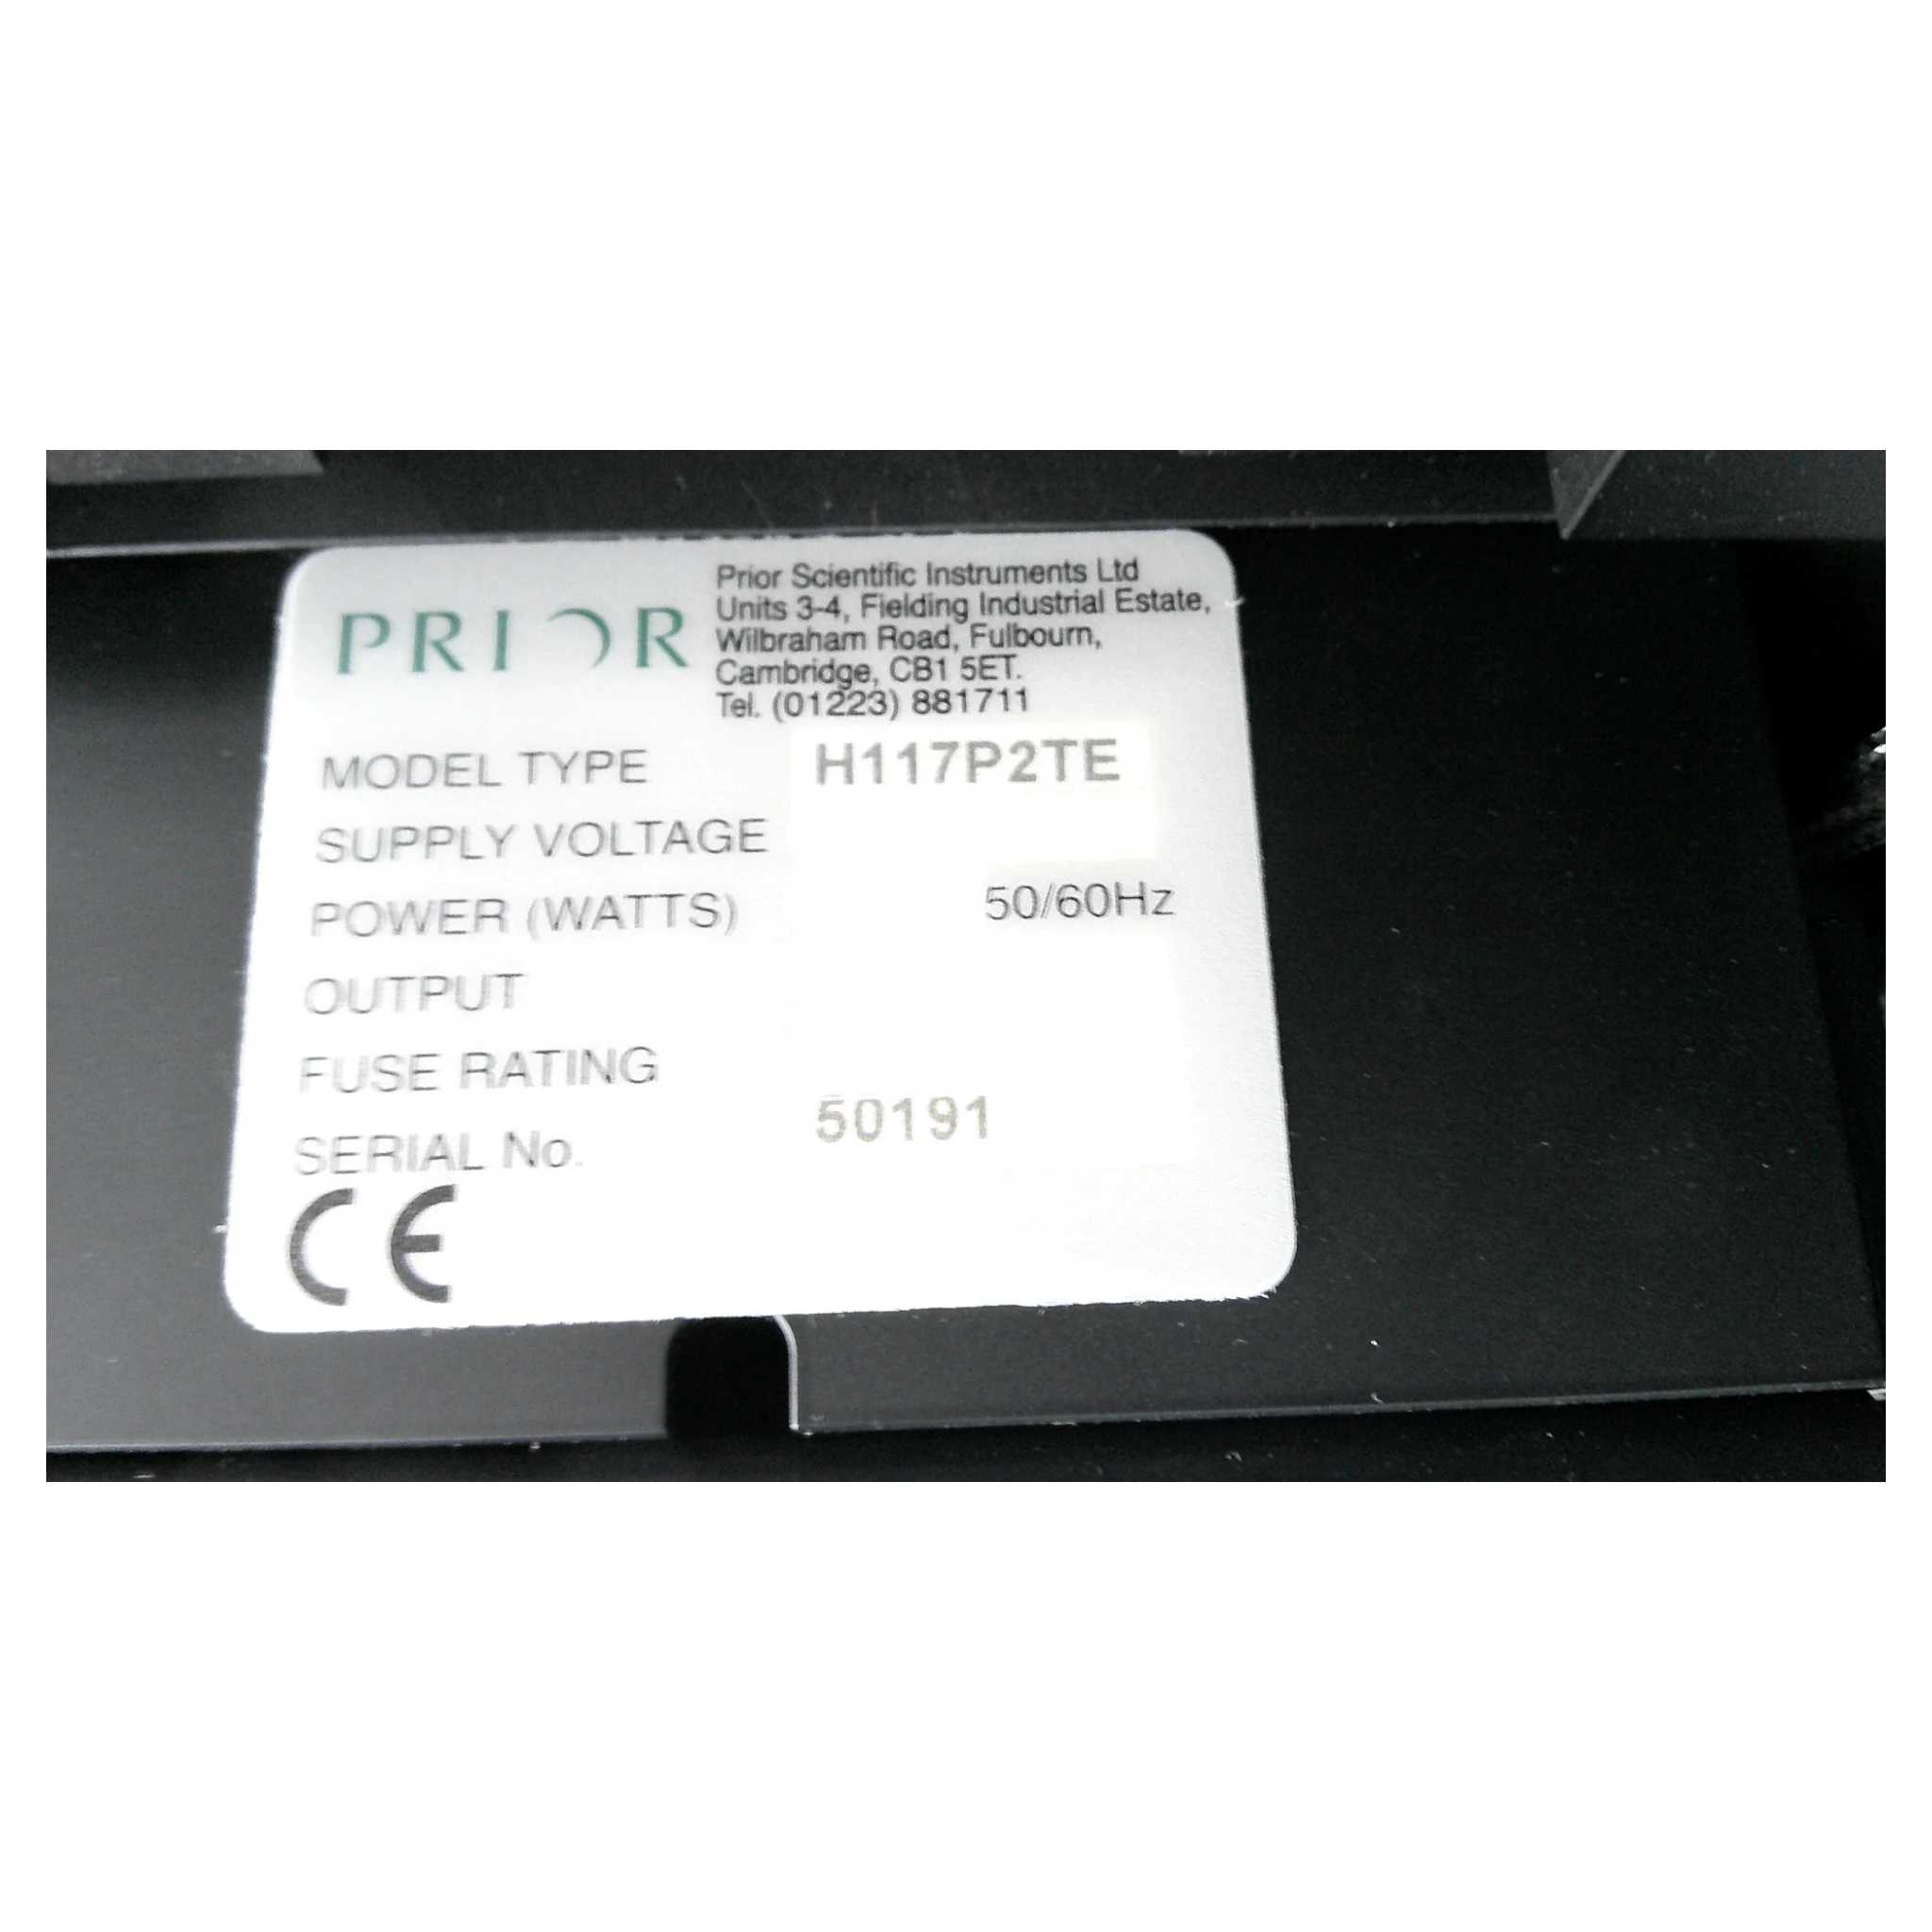 PRIOR
Prior Scientific Instruments Ltd
Units 3-4, Fielding Industrial Estate,
Wilbraham Road, Fulbourn,
Cambridge, CB1 5ET.
Tel. (01223) 881711
MODEL TYPE H117P2TE
SUPPLY VOLTAGE
POWER (WATTS) 50/60Hz
OUTPUT
FUSE RATING
SERIAL No. 50191
CE